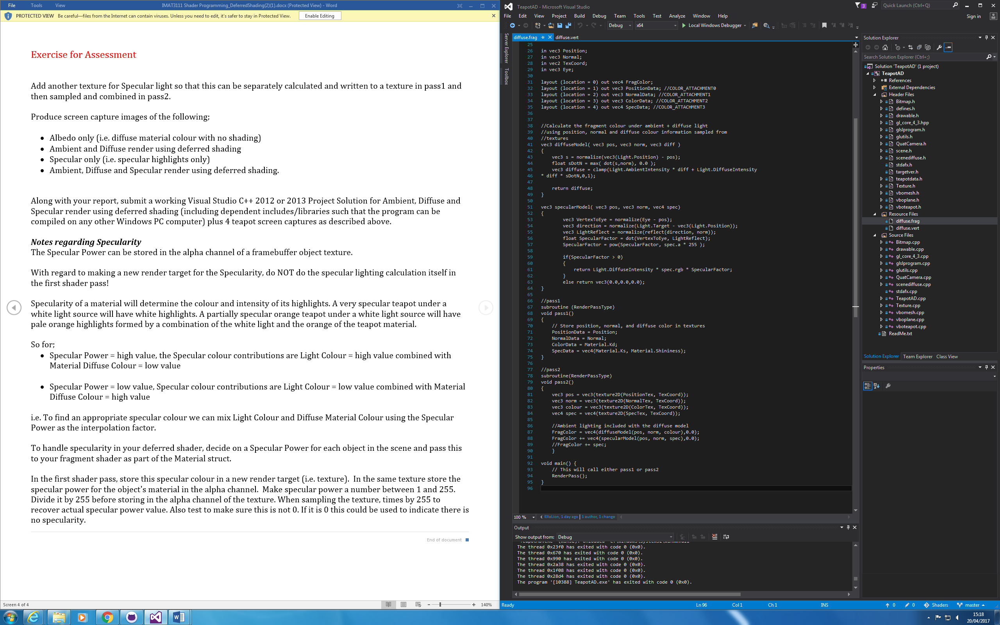 File Tools View IMAT3111 Shader Programming_DeferredShading(2)(1).docx (Protected View) - Word
PROTECTED VIEW Be careful—files from the Internet can contain viruses. Unless you need to edit, it's safer to stay in Protected View. Enable Editing
Exercise for Assessment
Add another texture for Specular light so that this can be separately calculated and written to a texture in pass1 and
then sampled and combined in pass2.
Produce screen capture images of the following;
• Albedo only (i.e. diffuse material colour with no shading)
• Ambient and Diffuse render using deferred shading
• Specular only (i.e. specular highlights only)
• Ambient, Diffuse and Specular render using deferred shading.
Along with your report, submit a working Visual Studio C++ 2012 or 2013 Project Solution for Ambient, Diffuse and
Specular render using deferred shading (including dependent includes/libraries such that the program can be
compiled on any other Windows PC computer) plus 4 teapot screen captures as described above.
Notes regarding Specularity
The Specular Power can be stored in the alpha channel of a framebuffer object texture.
With regard to making a new render target for the Specularity, do NOT do the specular lighting calculation itself in
the first shader pass!
Specularity of a material will determine the colour and intensity of its highlights. A very specular teapot under a
white light source will have white highlights. A partially specular orange teapot under a white light source will have
pale orange highlights formed by a combination of the white light and the orange of the teapot material.
So for;
• Specular Power = high value, the Specular colour contributions are Light Colour = high value combined with
Material Diffuse Colour = low value
• Specular Power = low value, Specular colour contributions are Light Colour = low value combined with Material
Diffuse Colour = high value
i.e. To find an appropriate specular colour we can mix Light Colour and Diffuse Material Colour using the Specular
Power as the interpolation factor.
To handle specularity in your deferred shader, decide on a Specular Power for each object in the scene and pass this
to your fragment shader as part of the Material struct.
In the first shader pass, store this specular colour in a new render target (i.e. texture). In the same texture store the
specular power for the object's material in the alpha channel. Make specular power a number between 1 and 255.
Divide it by 255 before storing in the alpha channel of the texture. When sampling the texture, times by 255 to
recover actual specular power value. Also test to make sure this is not 0. If it is 0 this could be used to indicate there is
no specularity.
End of document
Screen 4 of 4
140%
TeapotAD - Microsoft Visual Studio
3 Quick Launch (Ctrl+Q)
File Edit View Project Build Debug Team Tools Test Analyze Window Help
Sign in
Debug x64 Local Windows Debugger
Server Explorer
Toolbox
diffuse.frag diffuse.vert
25
26 in vec3 Position;
27 in vec3 Normal;
28 in vec2 TexCoord;
29 in vec3 Eye;
30
31 layout (location = 0) out vec4 FragColor;
32 layout (location = 1) out vec3 PositionData; //COLOR_ATTACHMENT0
33 layout (location = 2) out vec3 NormalData; //COLOR_ATTACHMENT1
34 layout (location = 3) out vec3 ColorData; //COLOR_ATTACHMENT2
35 layout (location = 4) out vec4 SpecData; //COLOR_ATTACHMENT3
36
37
38 //Calculate the fragment colour under ambient + diffuse light
39 //using position, normal and diffuse colour information sampled from
40 //textures
41 vec3 diffuseModel( vec3 pos, vec3 norm, vec3 diff )
42 {
43 vec3 s = normalize(vec3(Light.Position) - pos);
44 float sDotN = max( dot(s,norm), 0.0 );
45 vec3 diffuse = clamp(Light.AmbientIntensity * diff + Light.DiffuseIntensity
46 * diff * sDotN,0,1);
47
48 return diffuse;
49 }
50
51 vec3 specularModel( vec3 pos, vec3 norm, vec4 spec)
52 {
53 vec3 VertexToEye = normalize(Eye - pos);
54 vec3 direction = normalize(Light.Target - vec3(Light.Position));
55 vec3 LightReflect = normalize(reflect(direction, norm));
56 float SpecularFactor = dot(VertexToEye, LightReflect);
57 SpecularFactor = pow(SpecularFactor, spec.a * 255 );
58
59 if(SpecularFactor > 0)
60 {
61 return Light.DiffuseIntensity * spec.rgb * SpecularFactor;
62 }
63 else return vec3(0.0,0.0,0.0);
64 }
65
66 //pass1
67 subroutine (RenderPassType)
68 void pass1()
69 {
70 // Store position, normal, and diffuse color in textures
71 PositionData = Position;
72 NormalData = Normal;
73 ColorData = Material.Kd;
74 SpecData = vec4(Material.Ks, Material.Shininess);
75 }
76
77 //pass2
78 subroutine(RenderPassType)
79 void pass2()
80 {
81 vec3 pos = vec3(texture2D(PositionTex, TexCoord));
82 vec3 norm = vec3(texture2D(NormalTex, TexCoord));
83 vec3 colour = vec3(texture2D(ColorTex, TexCoord));
84 vec4 spec = vec4(texture2D(SpecTex, TexCoord));
85
86 //Ambient lighting included with the diffuse model
87 FragColor = vec4(diffuseModel(pos, norm, colour),0.0);
88 FragColor += vec4(specularModel(pos, norm, spec),0.0);
89 //FragColor += spec;
90 }
91
92 void main() {
93 // This will call either pass1 or pass2
94 RenderPass();
95 }
96
100 % EllaLion, 1 day ago | 1 author, 1 change
Output
Show output from: Debug
The thread 0x23f0 has exited with code 0 (0x0).
The thread 0x670 has exited with code 0 (0x0).
The thread 0x990 has exited with code 0 (0x0).
The thread 0x2a38 has exited with code 0 (0x0).
The thread 0x1f08 has exited with code 0 (0x0).
The thread 0x28d4 has exited with code 0 (0x0).
The program '[10388] TeapotAD.exe' has exited with code 0 (0x0).
Solution Explorer
Search Solution Explorer (Ctrl+;)
Solution 'TeapotAD' (1 project)
TeapotAD
References
External Dependencies
Header Files
Bitmap.h
defines.h
drawable.h
gl_core_4_3.hpp
glslprogram.h
glutils.h
QuatCamera.h
scene.h
scenediffuse.h
stdafx.h
targetver.h
teapotdata.h
Texture.h
vbomesh.h
vboplane.h
vboteapot.h
Resource Files
diffuse.frag
diffuse.vert
Source Files
Bitmap.cpp
drawable.cpp
gl_core_4_3.cpp
glslprogram.cpp
glutils.cpp
QuatCamera.cpp
scenediffuse.cpp
stdafx.cpp
TeapotAD.cpp
Texture.cpp
vbomesh.cpp
vboplane.cpp
vboteapot.cpp
ReadMe.txt
Solution Explorer Team Explorer Class View
Properties
Ready Ln 96 Col 1 Ch 1 INS 0 0 Shaders master
15:18
20/04/2017